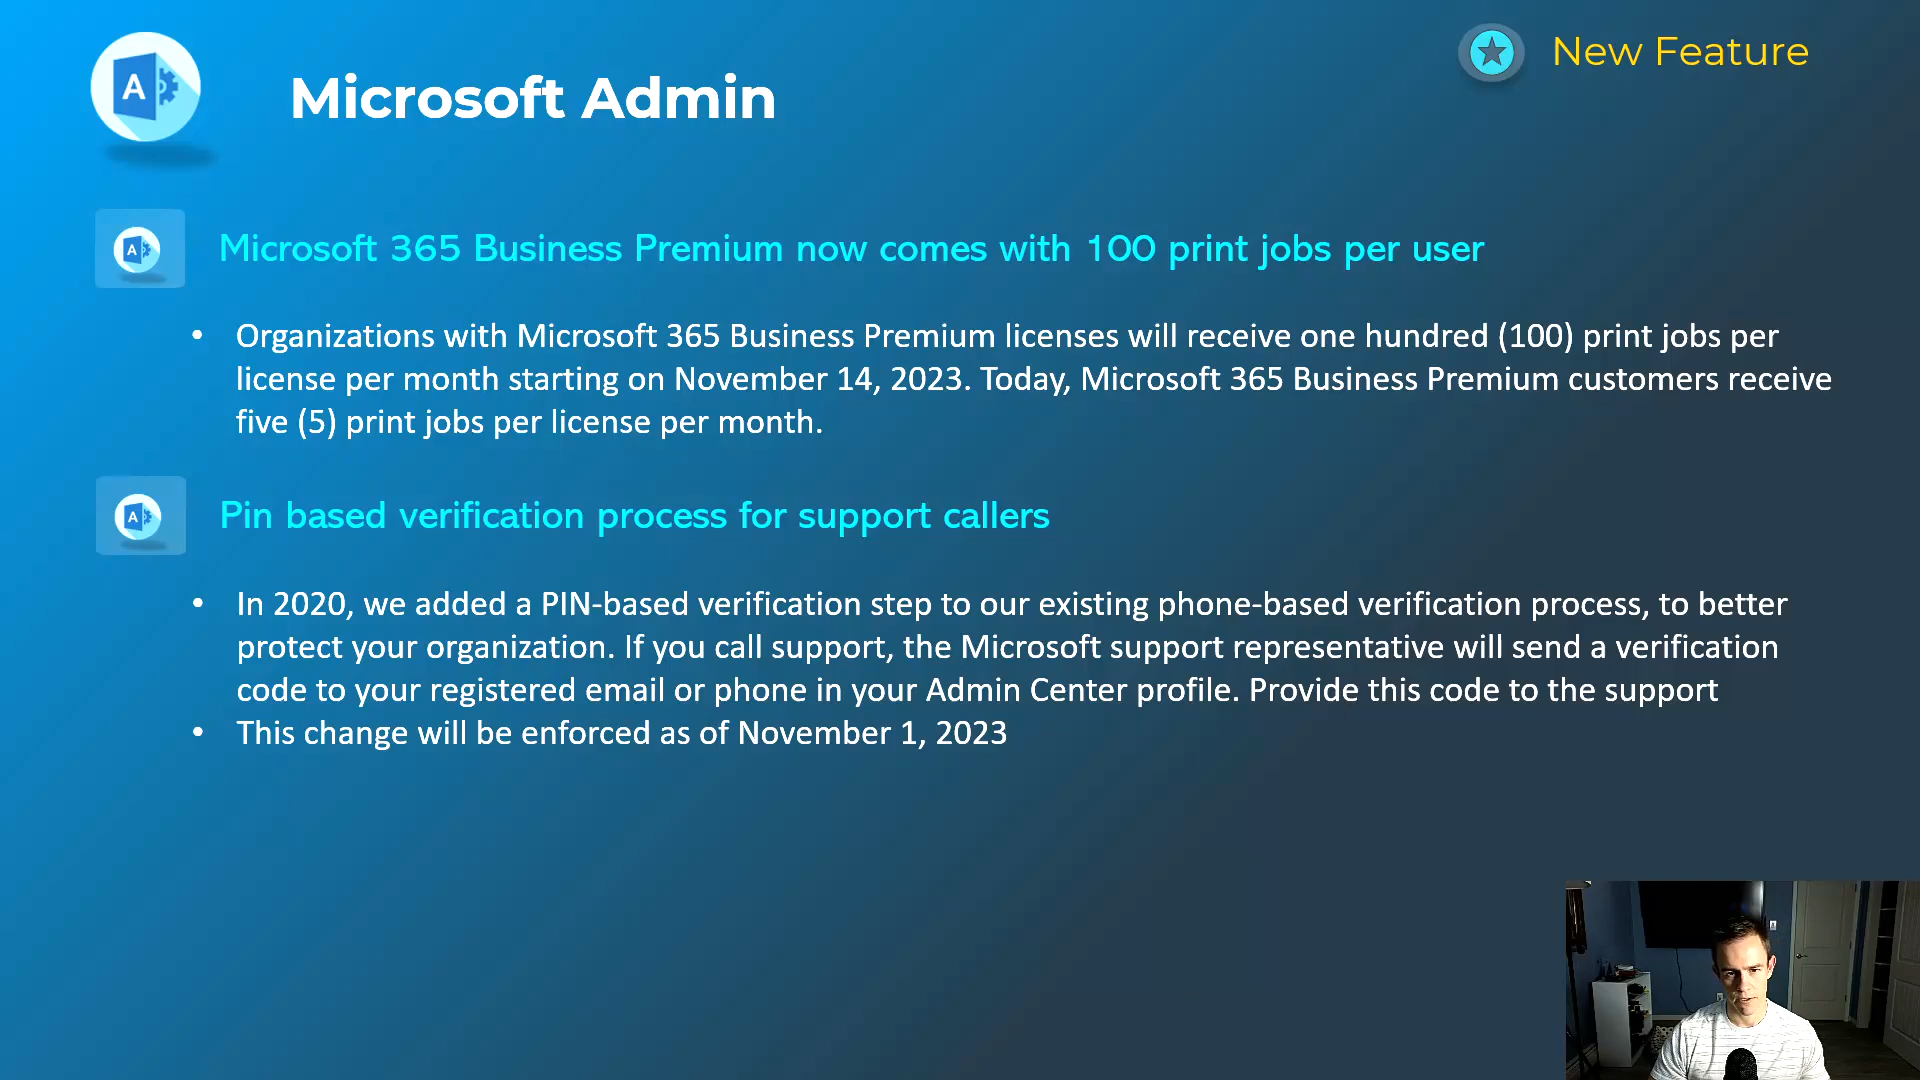 New Feature
A
Microsoft Admin
A
Microsoft 365 Business Premium now comes with 100 print jobs per user
• Organizations with Microsoft 365 Business Premium licenses will receive one hundred (100) print jobs per
license per month starting on November 14, 2023. Today, Microsoft 365 Business Premium customers receive
five (5) print jobs per license per month.
A
Pin based verification process for support callers
• In 2020, we added a PIN-based verification step to our existing phone-based verification process, to better
protect your organization. If you call support, the Microsoft support representative will send a verification
code to your registered email or phone in your Admin Center profile. Provide this code to the support
• This change will be enforced as of November 1, 2023